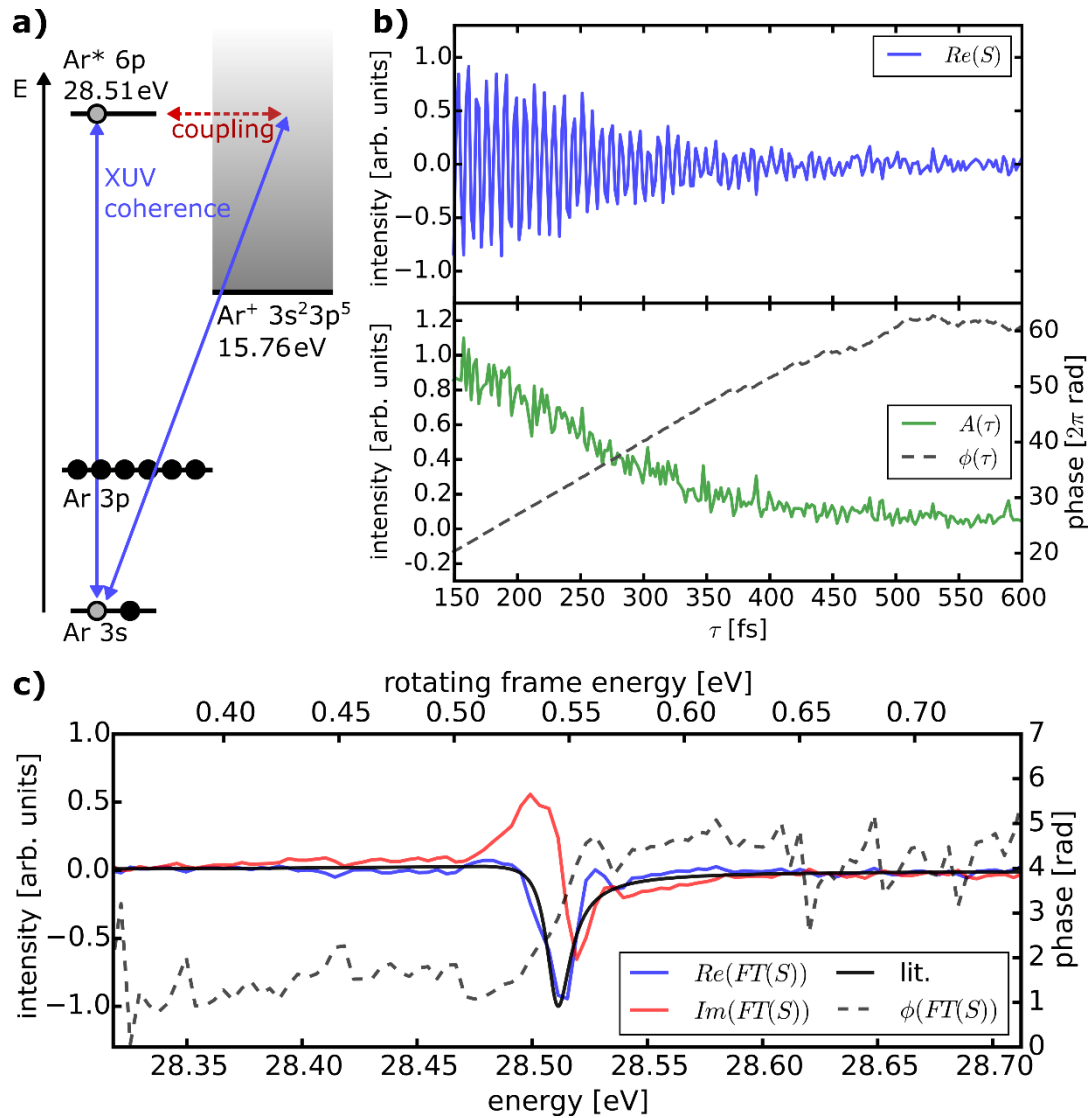 a)
Ar* 6p
28.51eV
E
coupling
XUV
coherence
Ar⁺ 3s²3p⁵
15.76eV
Ar 3p
Ar 3s
b)
intensity [arb. units]
1.0
0.5
0.0
−0.5
−1.0
Re(S)
intensity [arb. units]
1.2
1.0
0.8
0.6
0.4
0.2
0.0
-0.2
A(τ)
ϕ(τ)
60
50
40
30
20
phase [2π rad]
150 200 250 300 350 400 450 500 550 600
τ [fs]
c)
rotating frame energy [eV]
0.40 0.45 0.50 0.55 0.60 0.65 0.70
intensity [arb. units]
1.0
0.5
0.0
−0.5
−1.0
7
6
5
4
3
2
1
0
phase [rad]
Re(FT(S))
Im(FT(S))
lit.
ϕ(FT(S))
28.35 28.40 28.45 28.50 28.55 28.60 28.65 28.70
energy [eV]